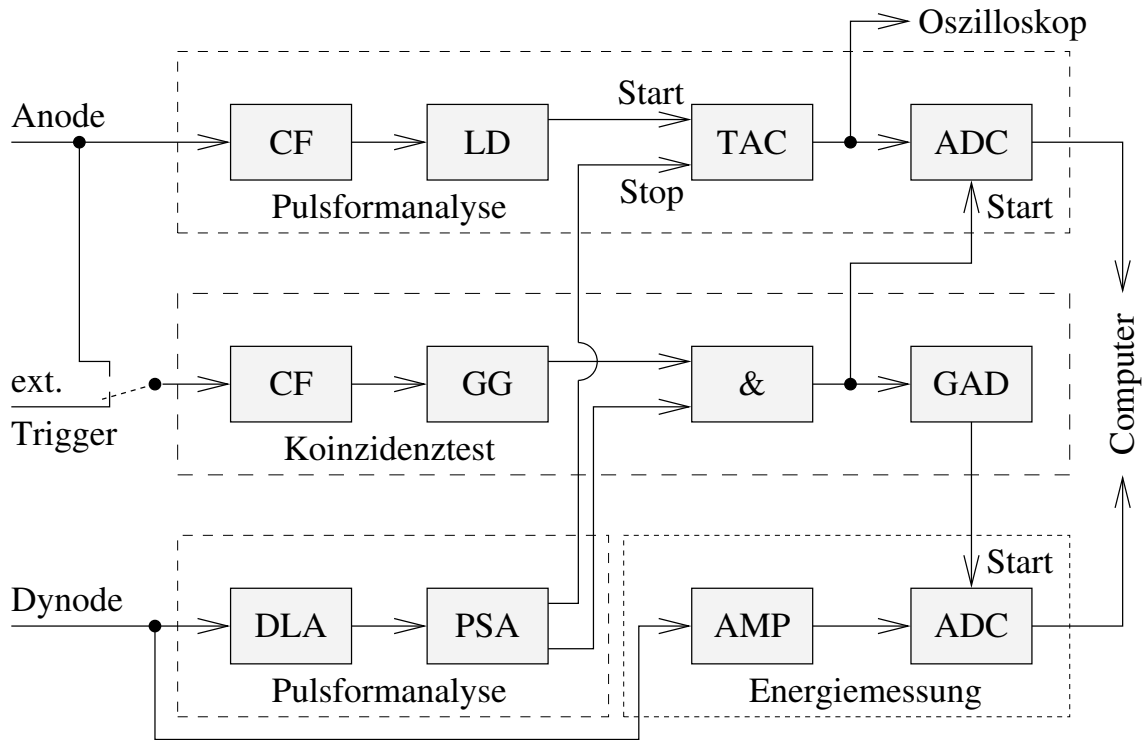 Oszilloskop
Anode
CF
LD
Start
Stop
TAC
ADC
Start
Pulsformanalyse
ext.
Trigger
CF
GG
&
GAD
Koinzidenztest
Computer
Dynode
DLA
PSA
AMP
Start
ADC
Pulsformanalyse
Energiemessung